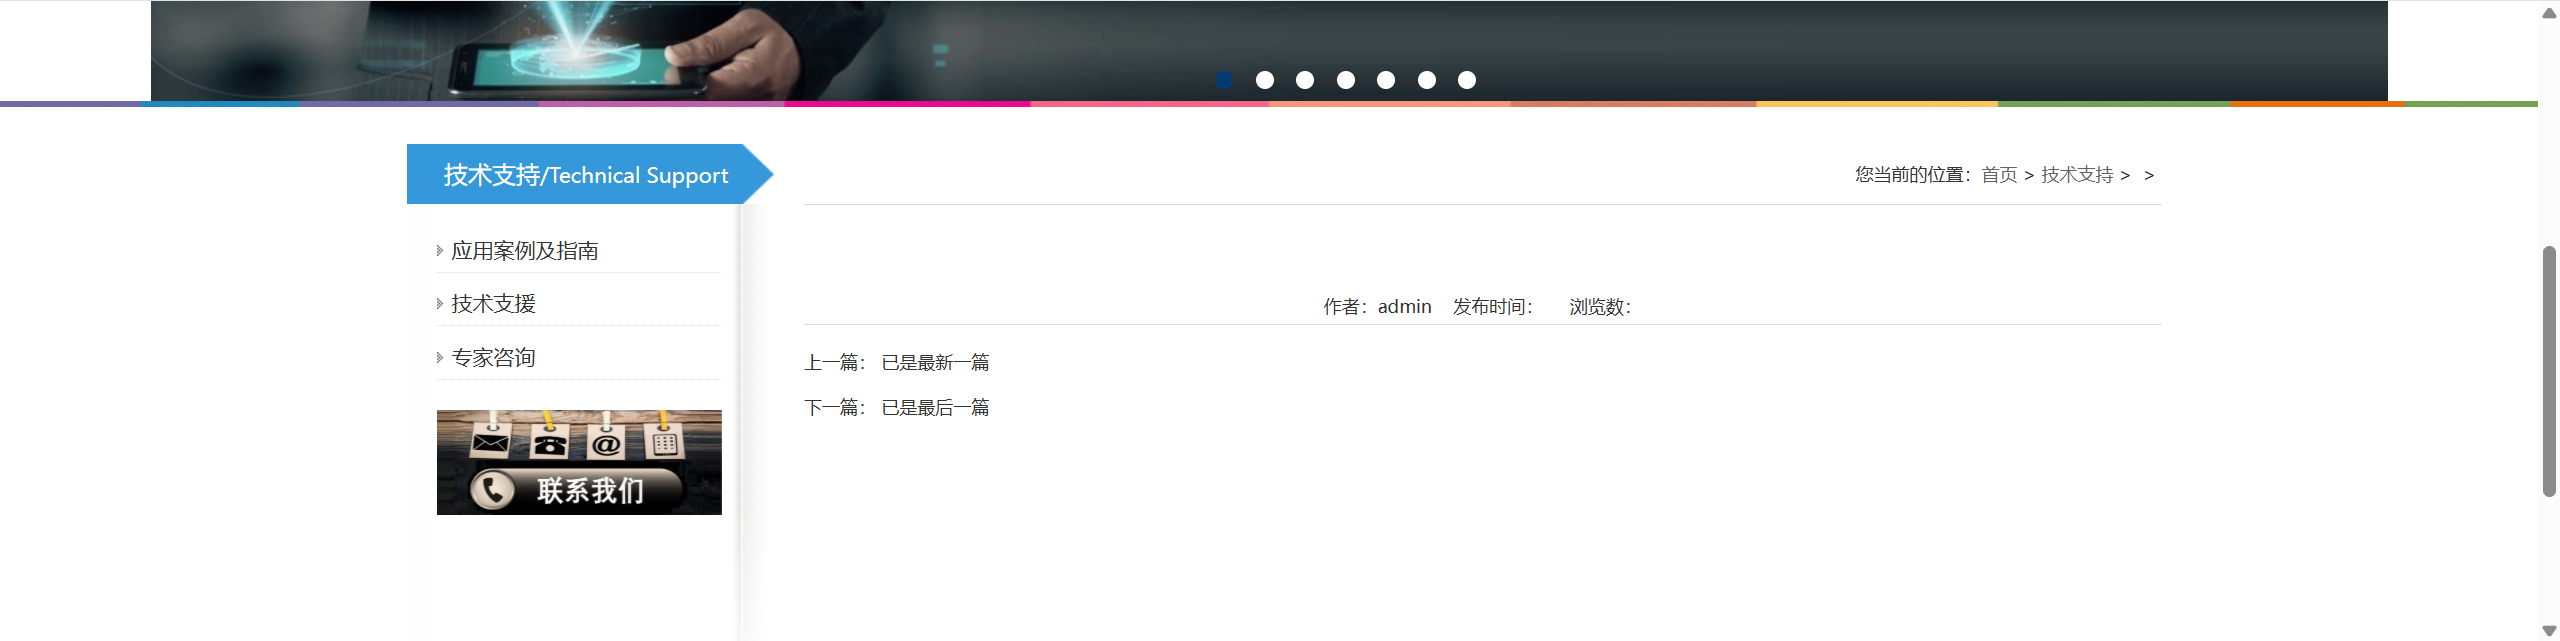 技术支持/Technical Support
您当前的位置：首页 > 技术支持 > >
应用案例及指南
技术支援
专家咨询
@
联系我们
作者：admin 发布时间： 浏览数：
上一篇： 已是最新一篇
下一篇： 已是最后一篇